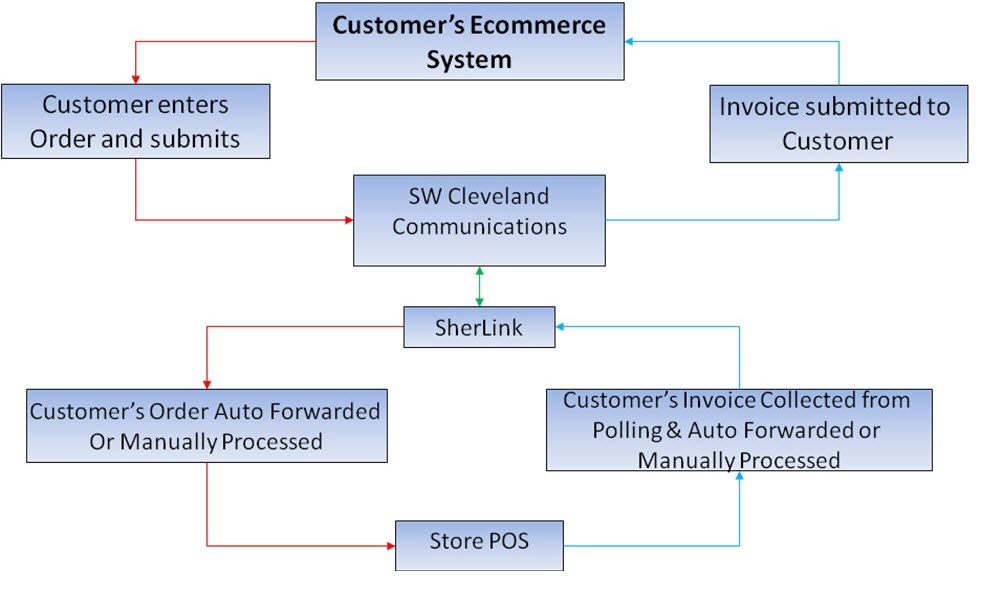 Customer's Ecommerce
System
Customer enters
Order and submits
Invoice submitted to
Customer
SW Cleveland
Communications
SherLink
Customer's Order Auto Forwarded
Or Manually Processed
Customer's Invoice Collected from
Polling & Auto Forwarded or
Manually Processed
Store POS